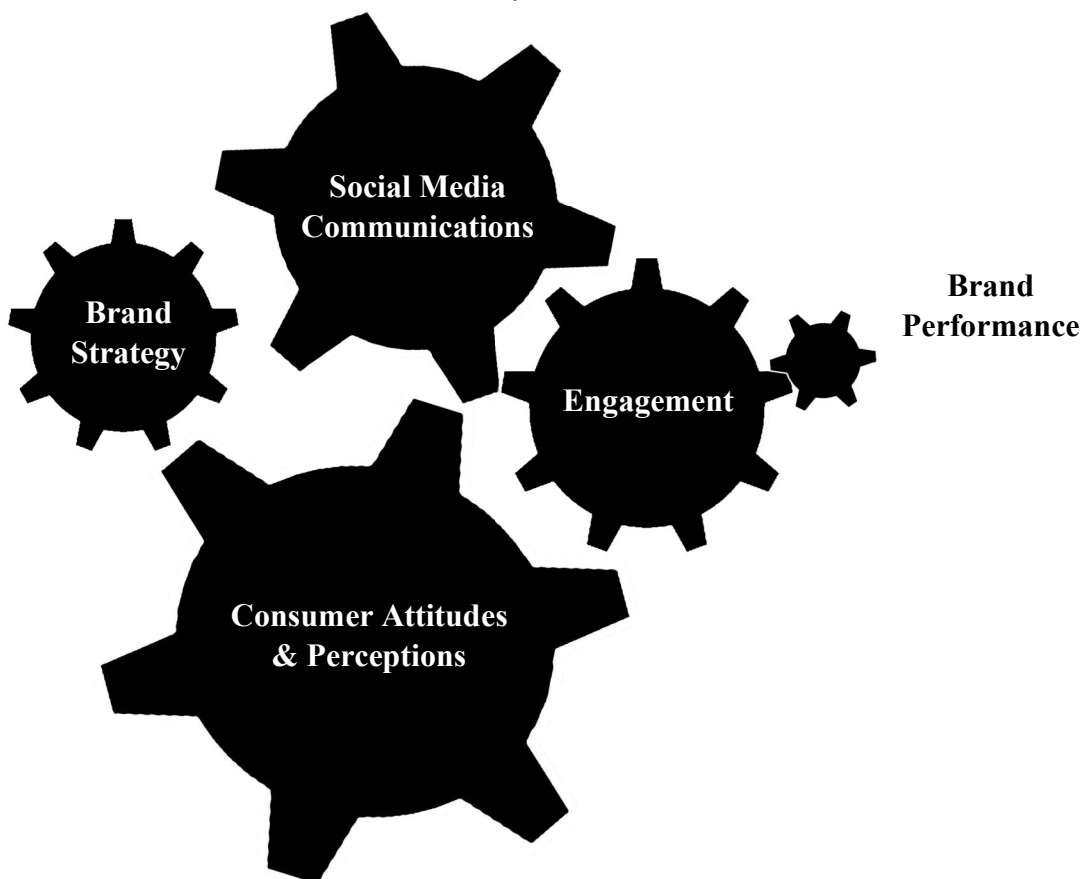 Social Media
Communications
Brand
Strategy
Brand
Performance
Engagement
Consumer Attitudes
& Perceptions